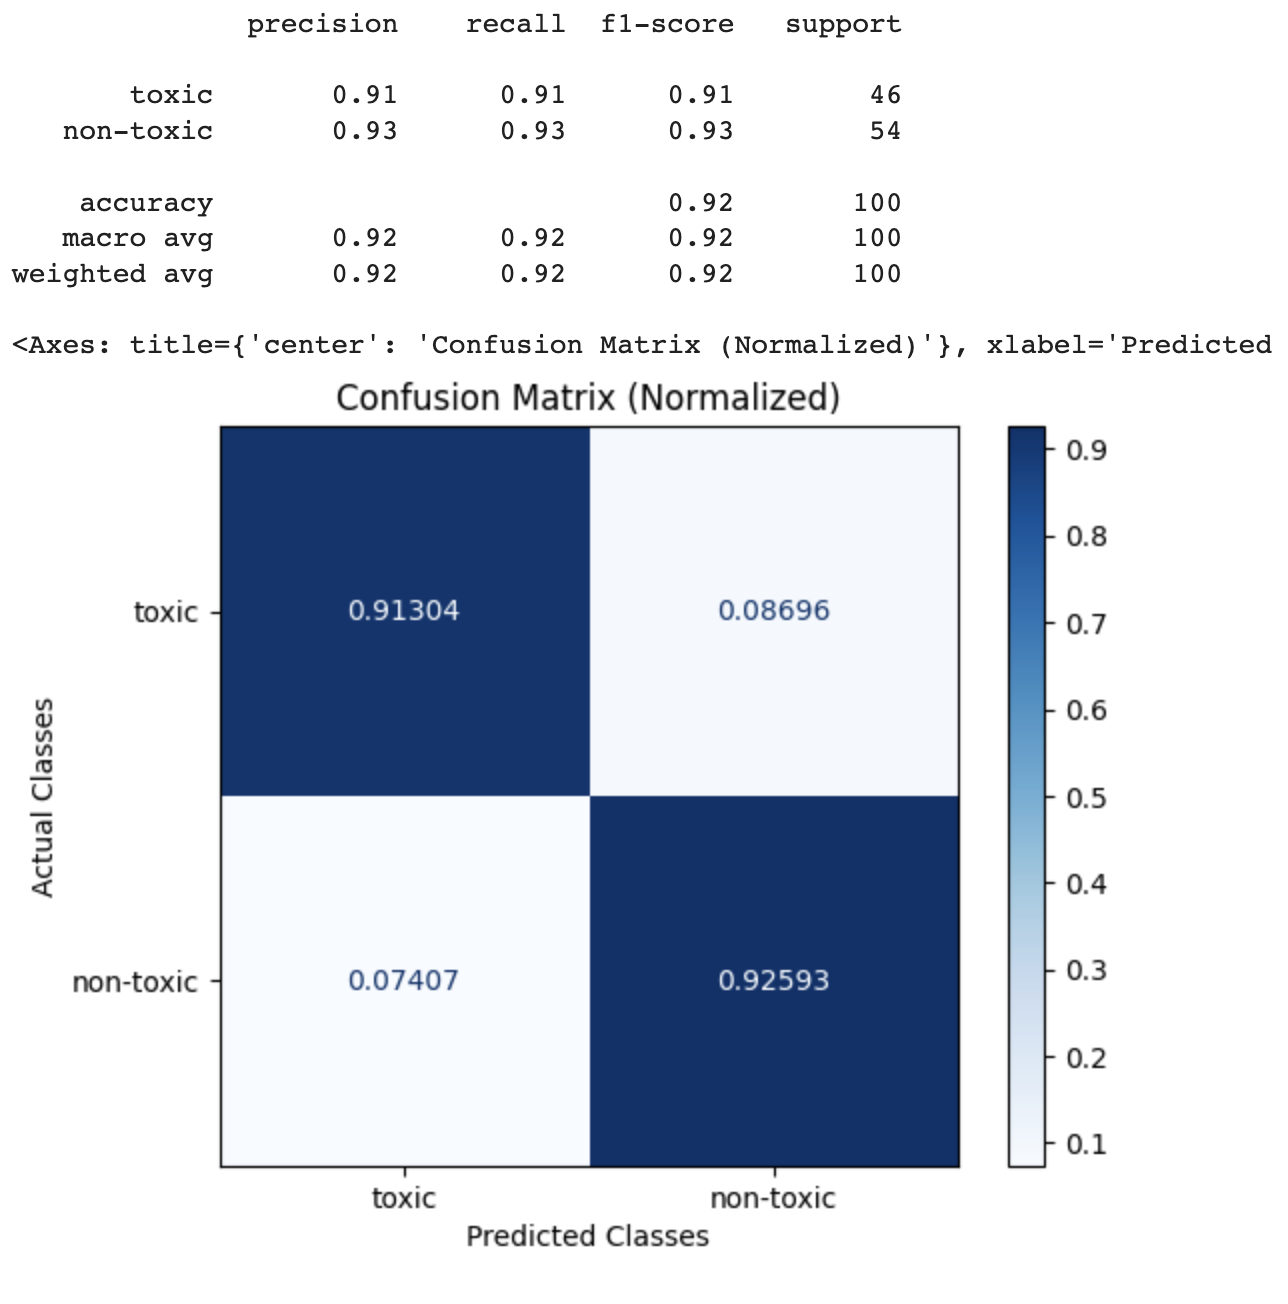 precision recall f1-score support
toxic 0.91 0.91 0.91 46
non-toxic 0.93 0.93 0.93 54
accuracy 0.92 100
macro avg 0.92 0.92 0.92 100
weighted avg 0.92 0.92 0.92 100
<Axes: title={'center': 'Confusion Matrix (Normalized)'}, xlabel='Predicted
Confusion Matrix (Normalized)
0.9
0.8
0.7
0.6
0.5
0.4
0.3
0.2
0.1
Actual Classes
toxic 0.91304 0.08696
non-toxic 0.07407 0.92593
toxic non-toxic
Predicted Classes